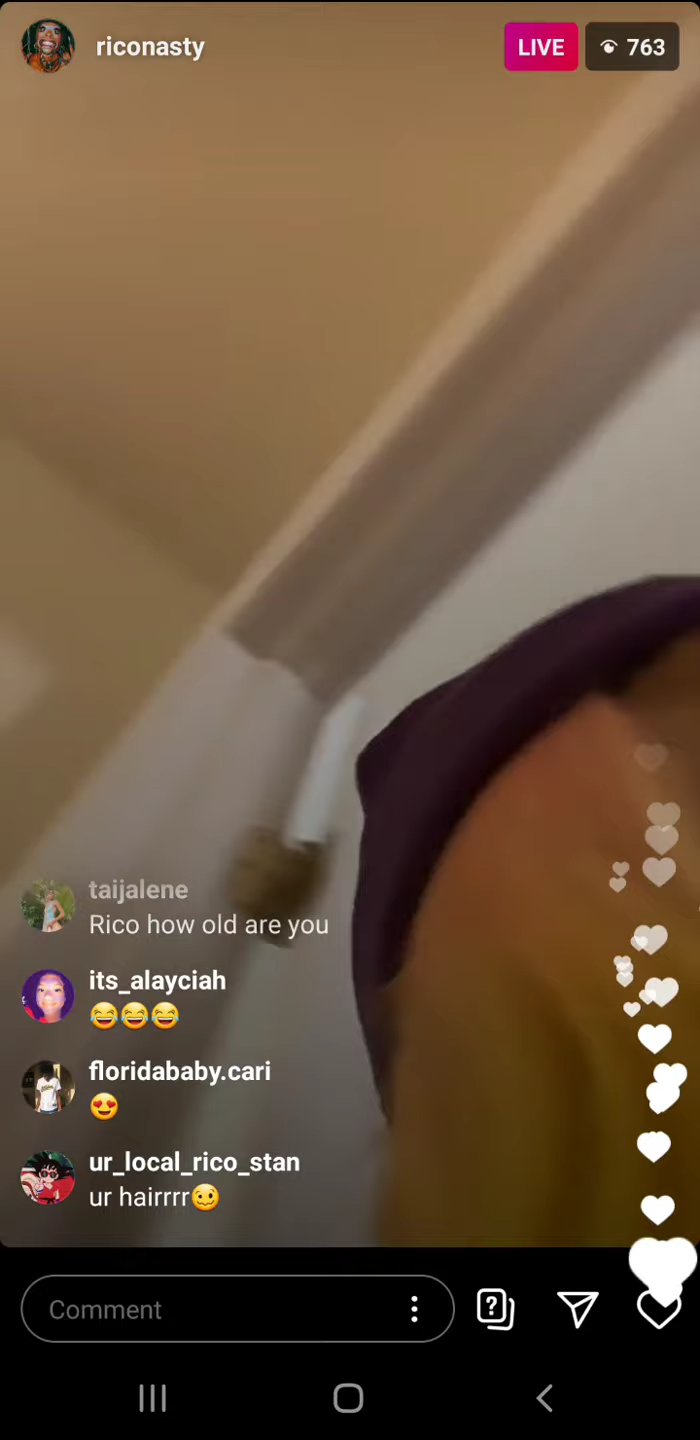 riconasty
LIVE 763
taijalene
Rico how old are you
its_alayciah
😂😂😂
floridababy.cari
😍
ur_local_rico_stan
ur hairrrr🥴
Comment